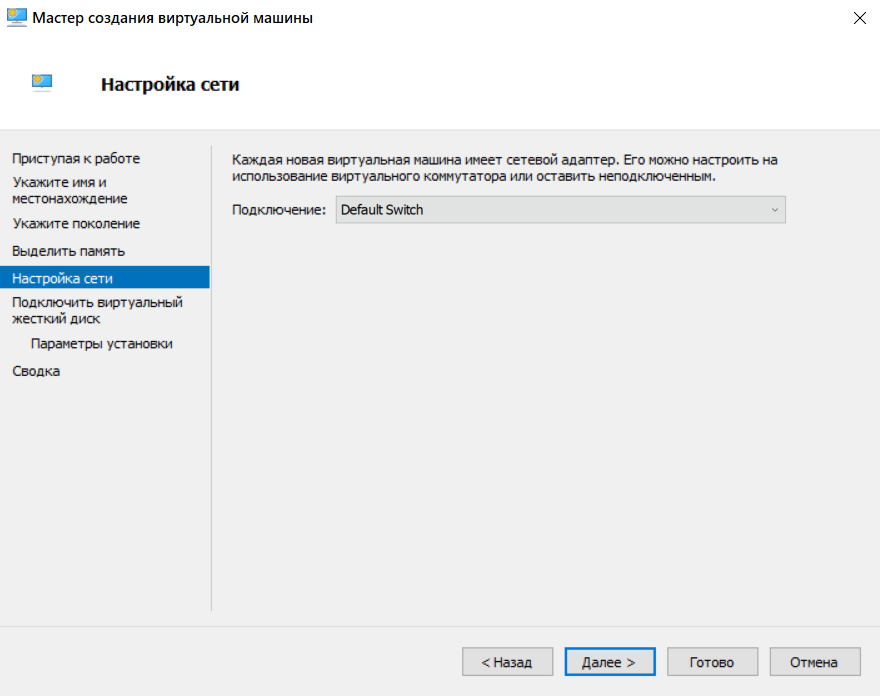 Мастер создания виртуальной машины
Настройка сети
Приступая к работе
Укажите имя и
местонахождение
Укажите поколение
Выделить память
Настройка сети
Подключить виртуальный
жесткий диск
Параметры установки
Сводка
Каждая новая виртуальная машина имеет сетевой адаптер. Его можно настроить на
использование виртуального коммутатора или оставить неподключенным.
Подключение: Default Switch
< Назад Далее > Готово Отмена